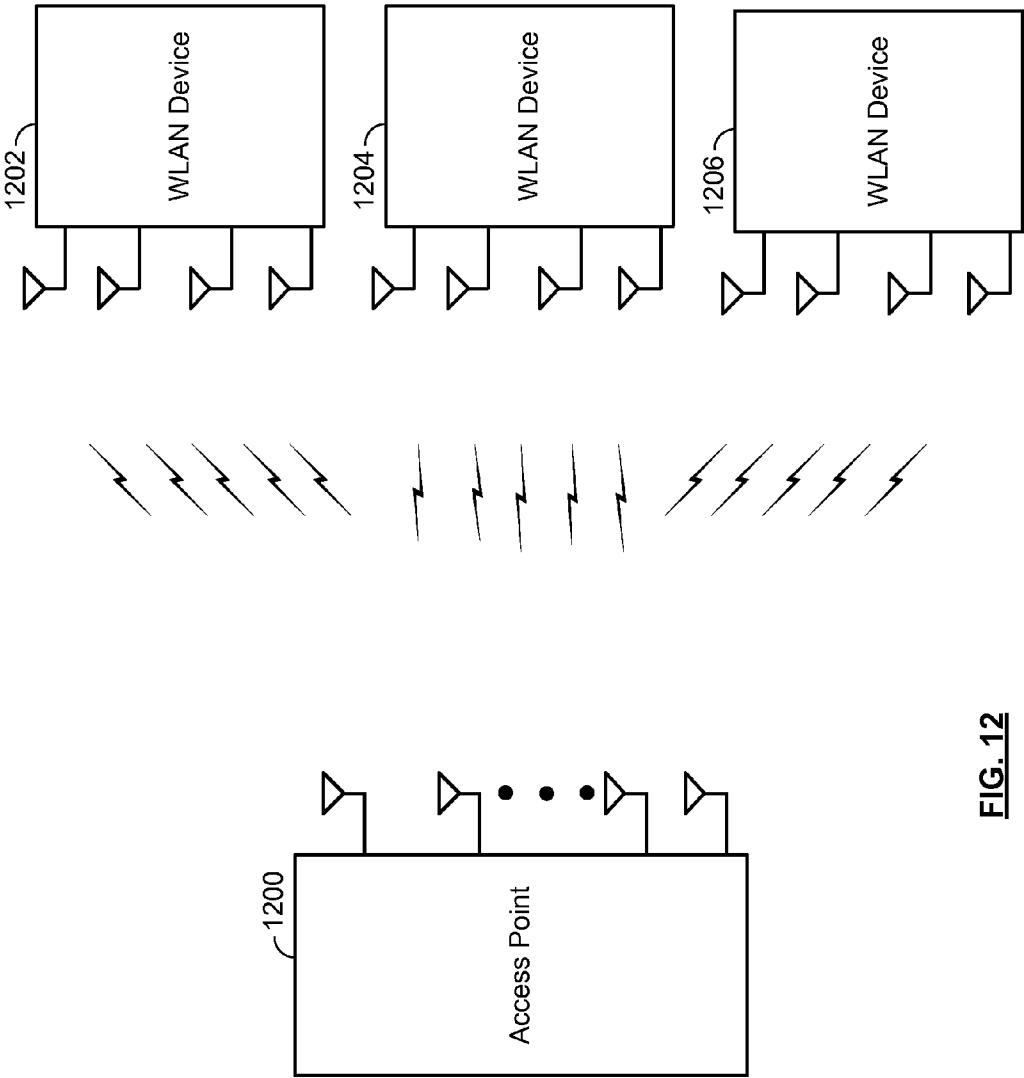 1202
WLAN Device
1204
WLAN Device
1206
WLAN Device
1200
Access Point
FIG. 12